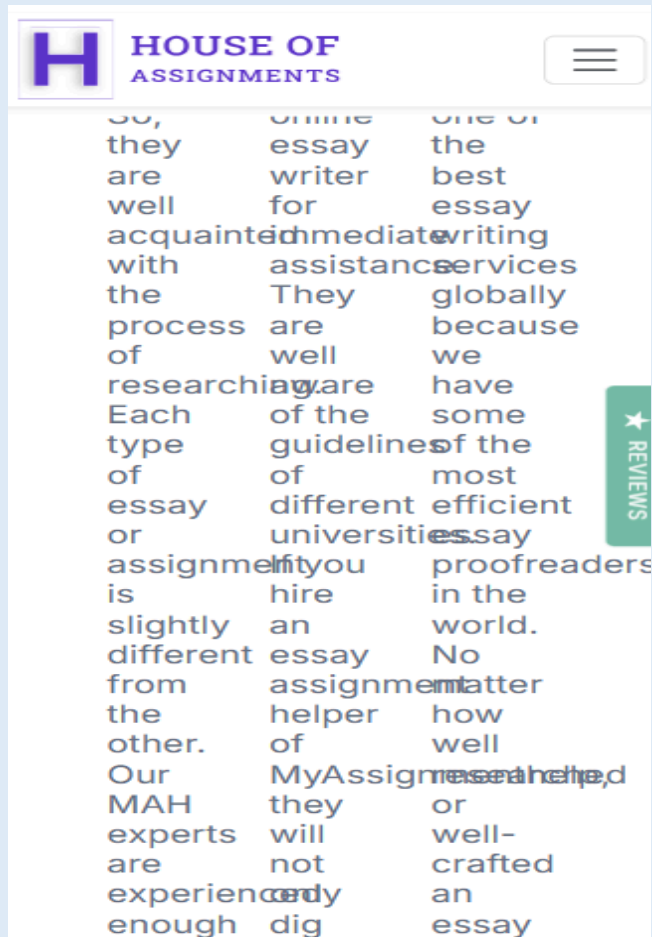 HOUSE OF
ASSIGNMENTS
So,
they
are
well
acquainted
with
the
process
of
researching.
Each
type
of
essay
or
assignment
is
slightly
different
from
the
other.
Our
MAH
experts
are
experienced
enough
online
essay
writer
for
immediate
assistance.
They
are
well
aware
of the
guidelines
of
different
universities.
If you
hire
an
essay
assignment
helper
of
MyAssignmenthelp,
they
will
not
only
dig
one of
the
best
essay
writing
services
globally
because
we
have
some
of the
most
efficient
essay
proofreaders
in the
world.
No
matter
how
well
researched
or
well-
crafted
an
essay
★ REVIEWS